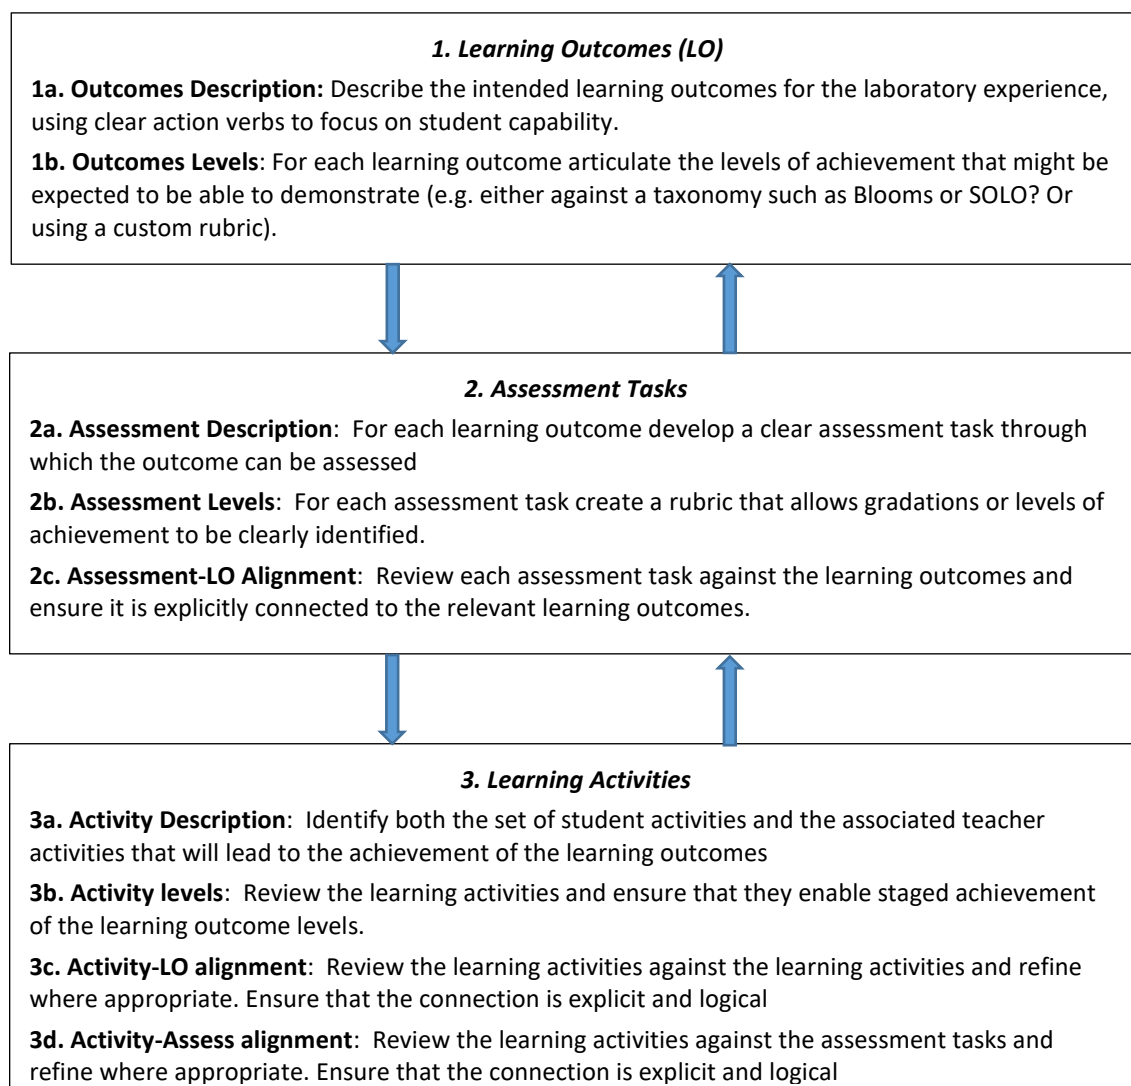 1. Learning Outcomes (LO)
1a. Outcomes Description: Describe the intended learning outcomes for the laboratory experience,
using clear action verbs to focus on student capability.
1b. Outcomes Levels: For each learning outcome articulate the levels of achievement that might be
expected to be able to demonstrate (e.g. either against a taxonomy such as Blooms or SOLO? Or
using a custom rubric).
2. Assessment Tasks
2a. Assessment Description: For each learning outcome develop a clear assessment task through
which the outcome can be assessed
2b. Assessment Levels: For each assessment task create a rubric that allows gradations or levels of
achievement to be clearly identified.
2c. Assessment-LO Alignment: Review each assessment task against the learning outcomes and
ensure it is explicitly connected to the relevant learning outcomes.
3. Learning Activities
3a. Activity Description: Identify both the set of student activities and the associated teacher
activities that will lead to the achievement of the learning outcomes
3b. Activity levels: Review the learning activities and ensure that they enable staged achievement
of the learning outcome levels.
3c. Activity-LO alignment: Review the learning activities against the learning activities and refine
where appropriate. Ensure that the connection is explicit and logical
3d. Activity-Assess alignment: Review the learning activities against the assessment tasks and
refine where appropriate. Ensure that the connection is explicit and logical